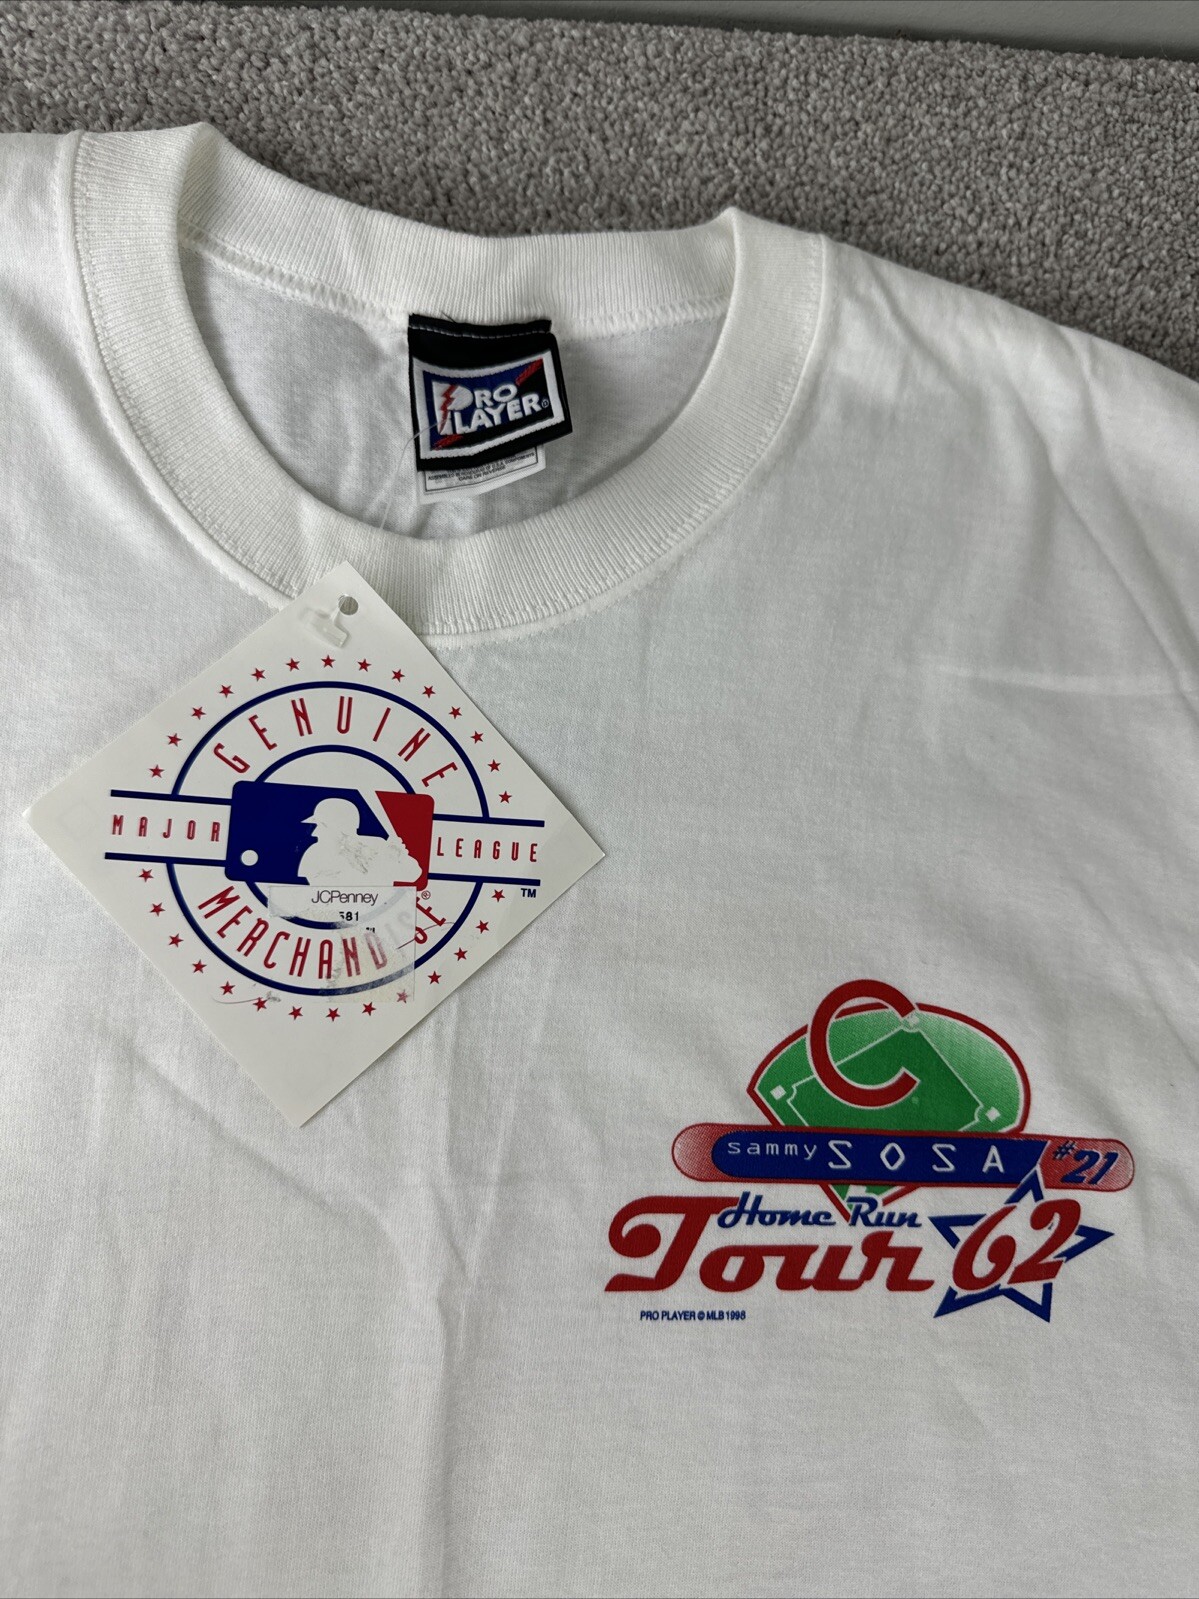 PRO
PLAYER
GENUINE
MAJOR LEAGUE
TM
JCPenney
581
MERCHANDISE
C
sammy SOSA #21
Home Run
Tour 62
PRO PLAYER © MLB 1998